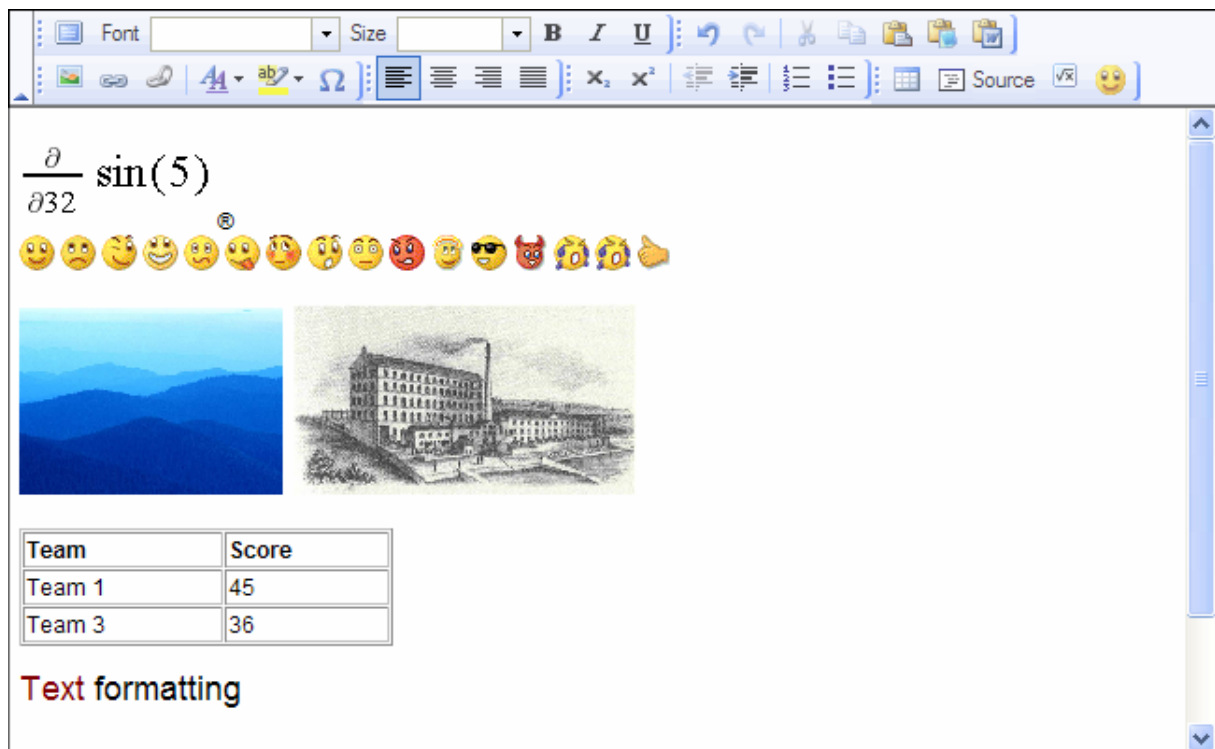 Font Size B I U
Source
∂
∂32 sin(5)
®
Team Score
Team 1 45
Team 3 36
Text formatting